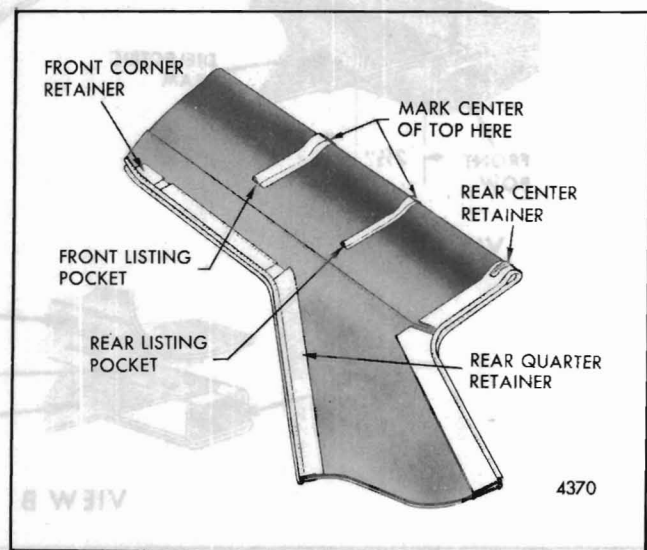 FRONT CORNER
RETAINER
MARK CENTER
OF TOP HERE
REAR CENTER
RETAINER
FRONT LISTING
POCKET
REAR LISTING
POCKET
REAR QUARTER
RETAINER
4370
VIEW B